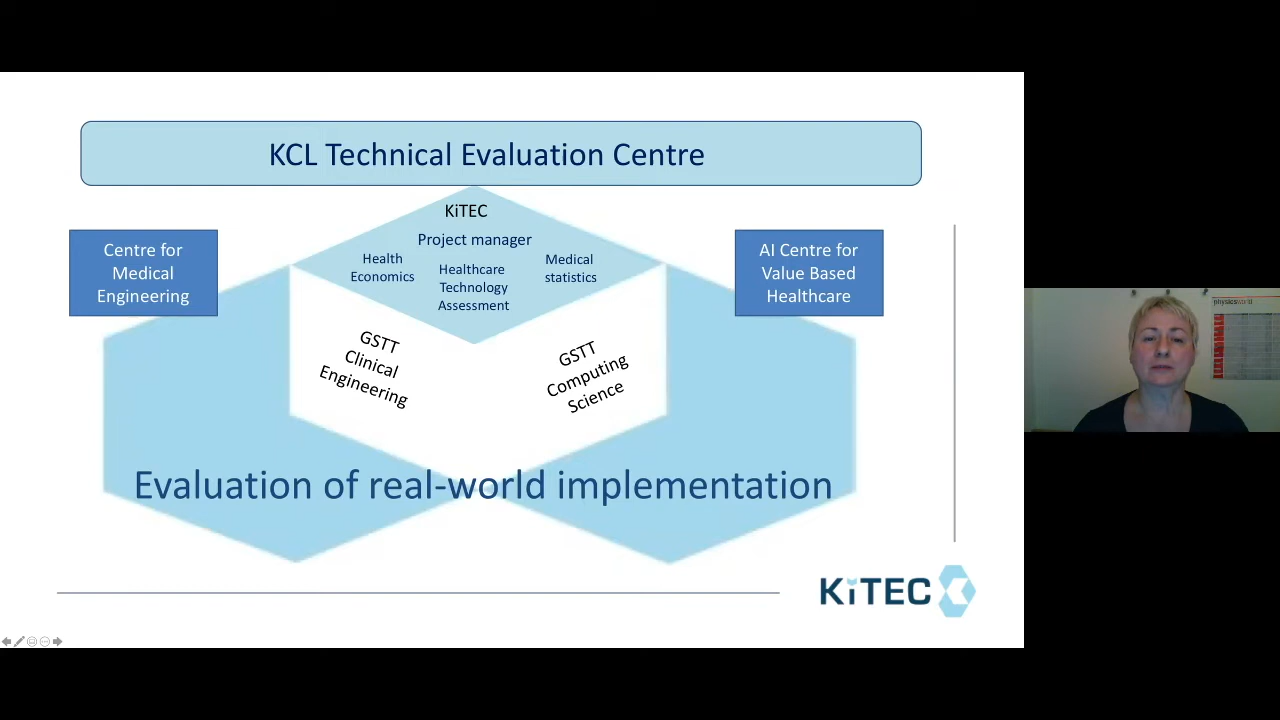 KCL Technical Evaluation Centre
KiTEC
Project manager
Health
Economics
Healthcare
Technology
Assessment
Medical
statistics
Centre for
Medical
Engineering
AI Centre for
Value Based
Healthcare
GSTT
Clinical
Engineering
GSTT
Computing
Science
Evaluation of real-world implementation
KiTEC
physicsworld